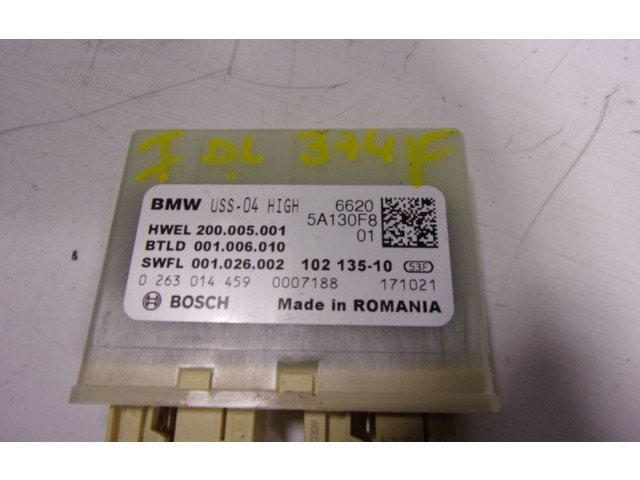 I DL 374F
BMW USS-04 HIGH 6620
5A130F8
01
HWEL 200.005.001
BTLD 001.006.010
SWFL 001.026.002 102 135-10 53F
0 263 014 459 0007188 171021
BOSCH Made in ROMANIA